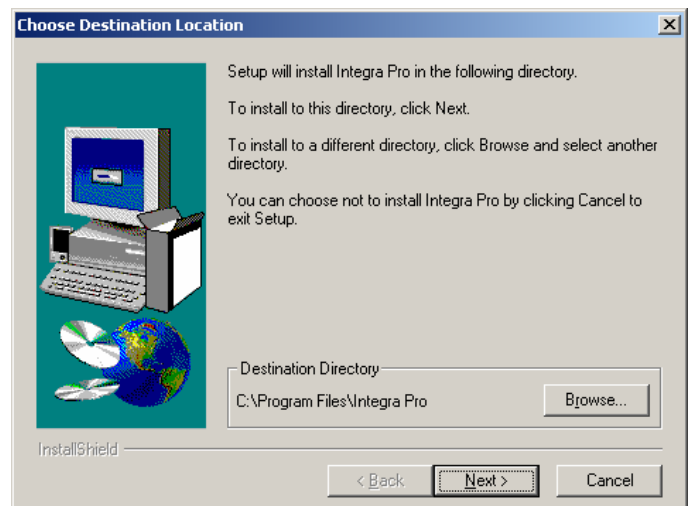 Choose Destination Location
Setup will install Integra Pro in the following directory.
To install to this directory, click Next.
To install to a different directory, click Browse and select another
directory.
You can choose not to install Integra Pro by clicking Cancel to
exit Setup.
Destination Directory
C:\Program Files\Integra Pro
Browse...
InstallShield
< Back
Next >
Cancel